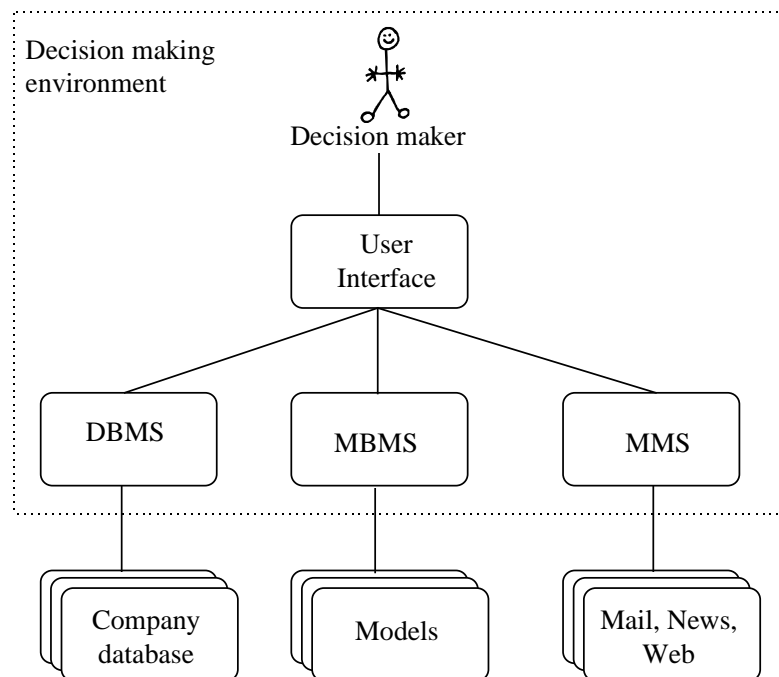 Decision making
environment
Decision maker
User
Interface
DBMS
MBMS
MMS
Company
database
Models
Mail, News,
Web